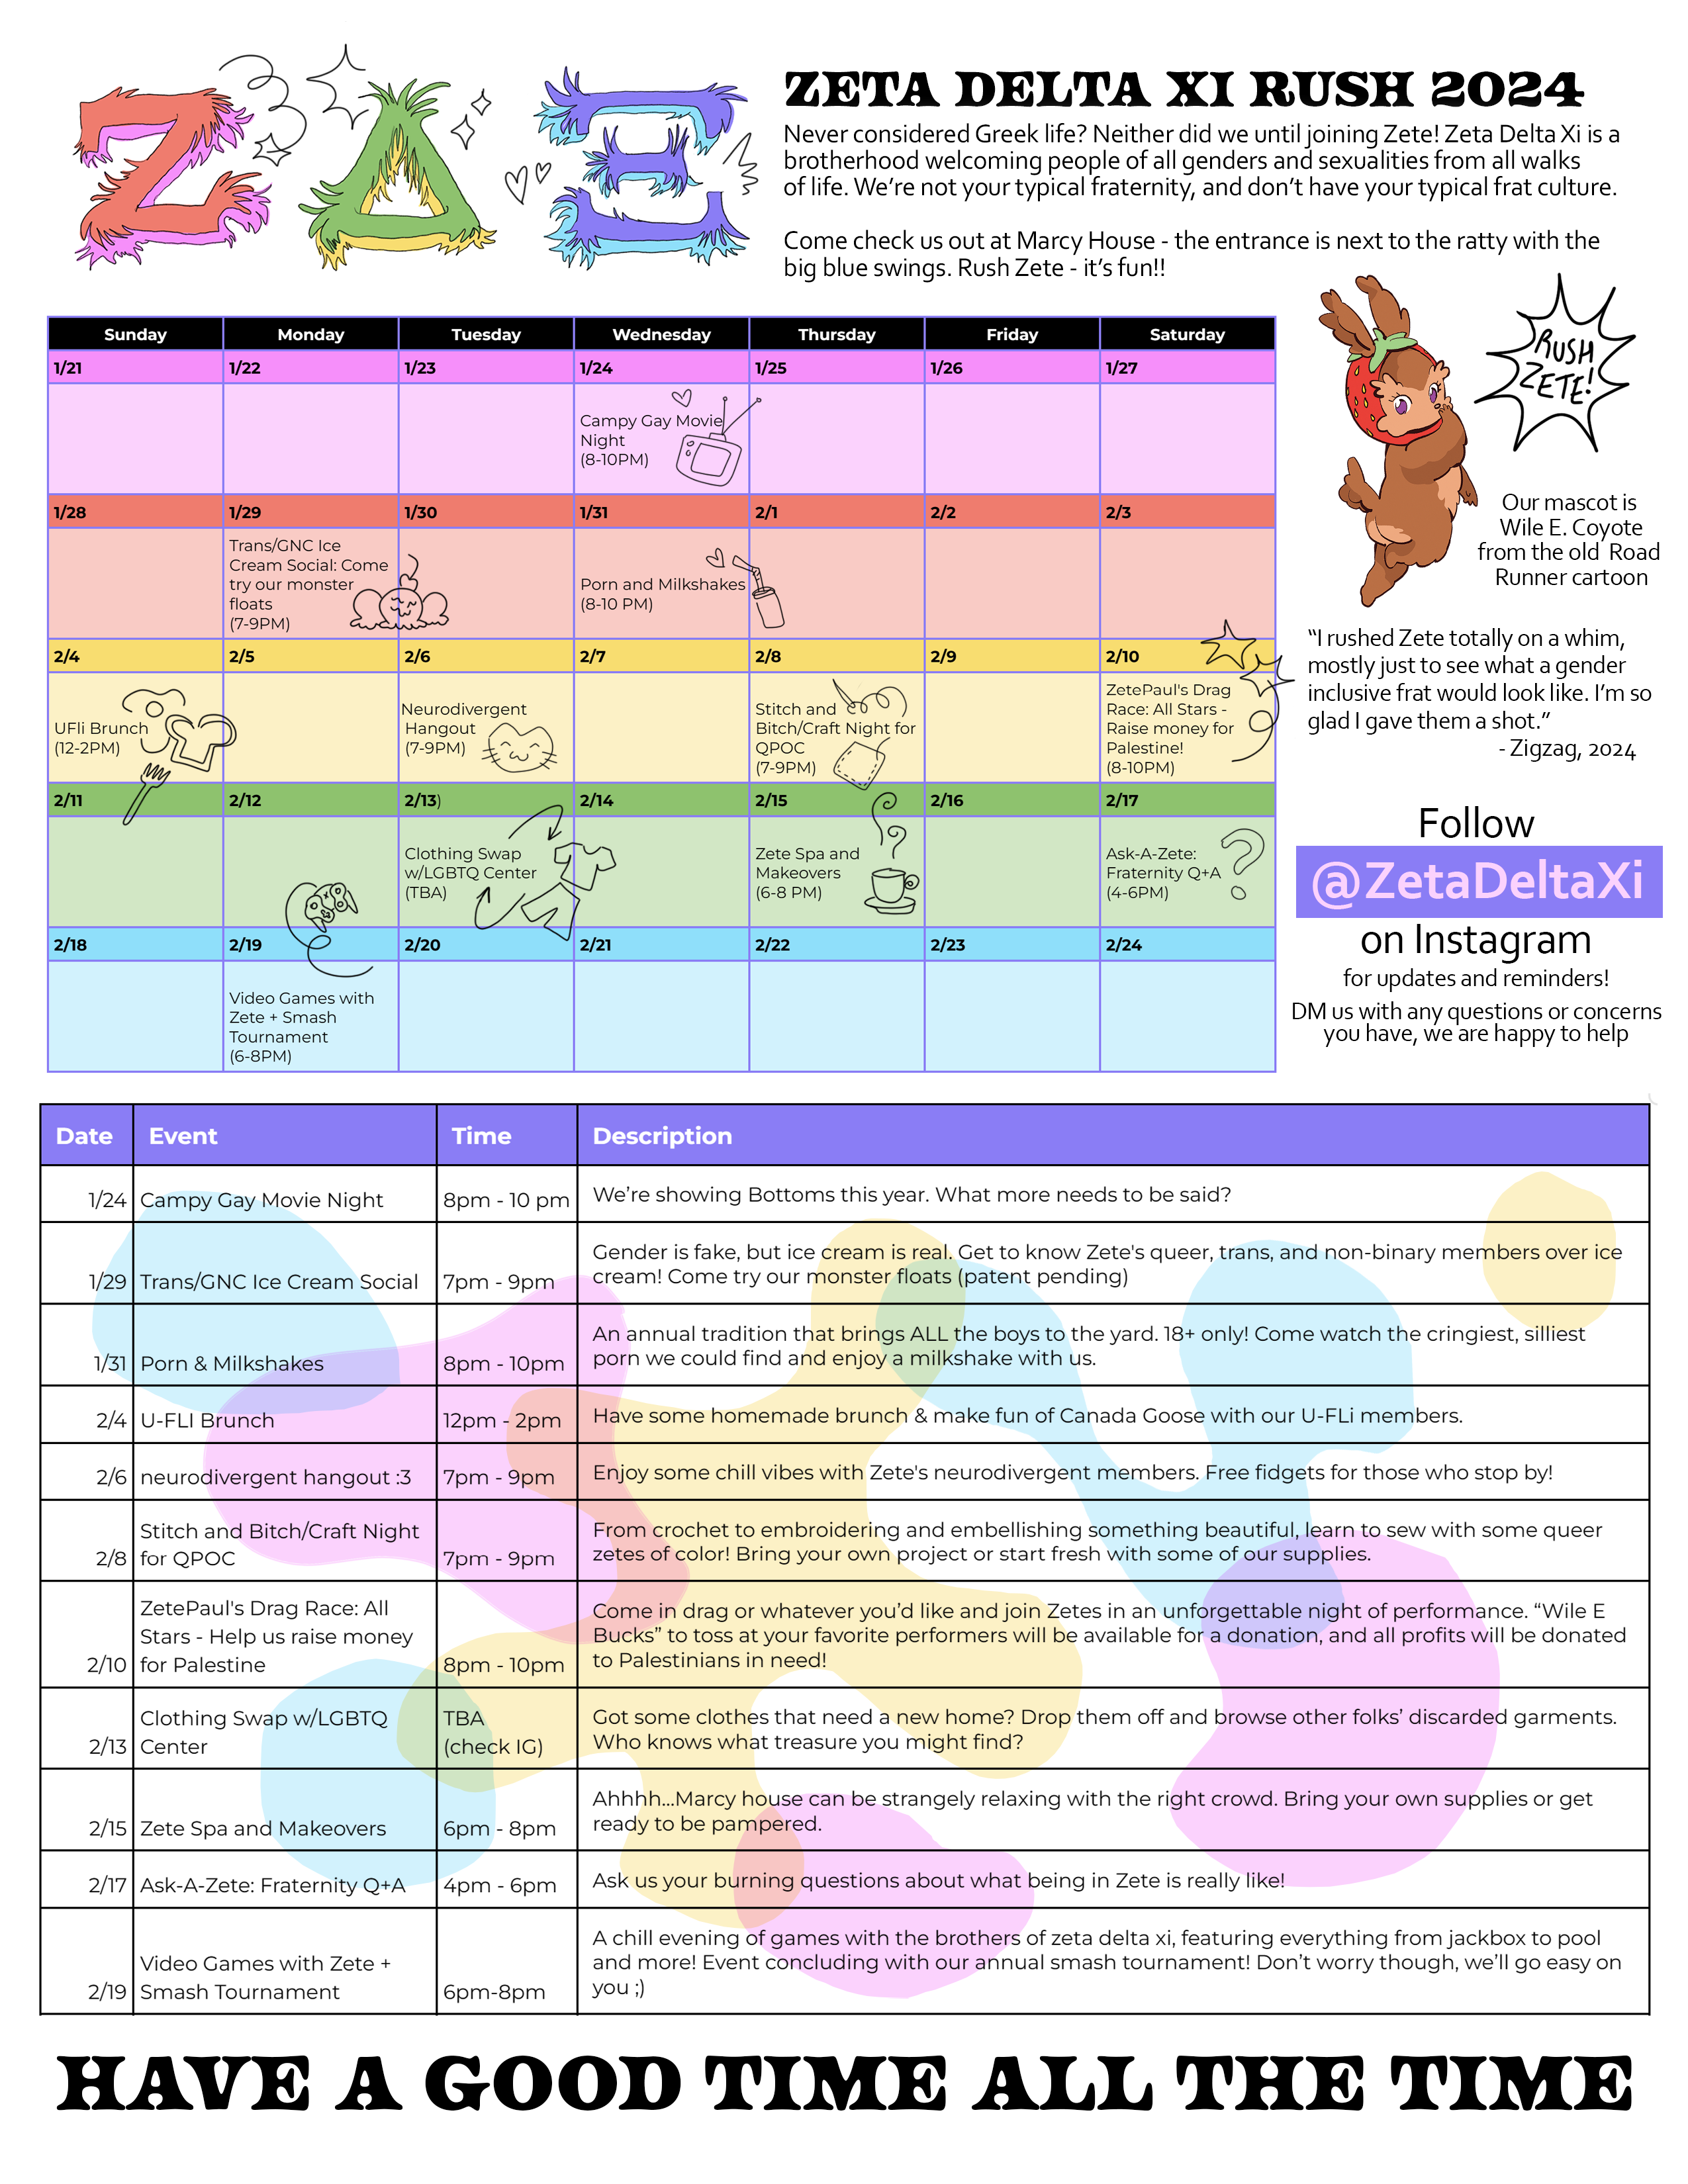 ZΔΞ
ZETA DELTA XI RUSH 2024
Never considered Greek life? Neither did we until joining Zete! Zeta Delta Xi is a
brotherhood welcoming people of all genders and sexualities from all walks
of life. We're not your typical fraternity, and don't have your typical frat culture.
Come check us out at Marcy House - the entrance is next to the ratty with the
big blue swings. Rush Zete - it's fun!!
Sunday Monday Tuesday Wednesday Thursday Friday Saturday
1/21 1/22 1/23 1/24 1/25 1/26 1/27
Campy Gay Movie
Night
(8-10PM)
1/28 1/29 1/30 1/31 2/1 2/2 2/3
Trans/GNC Ice
Cream Social: Come
try our monster
floats
(7-9PM)
Porn and Milkshakes
(8-10 PM)
2/4 2/5 2/6 2/7 2/8 2/9 2/10
UFli Brunch
(12-2PM)
Neurodivergent
Hangout
(7-9PM)
Stitch and
Bitch/Craft Night for
QPOC
(7-9PM)
ZetePaul's Drag
Race: All Stars -
Raise money for
Palestine!
(8-10PM)
2/11 2/12 2/13) 2/14 2/15 2/16 2/17
Clothing Swap
w/LGBTQ Center
(TBA)
Zete Spa and
Makeovers
(6-8 PM)
Ask-A-Zete:
Fraternity Q+A
(4-6PM)
2/18 2/19 2/20 2/21 2/22 2/23 2/24
Video Games with
Zete + Smash
Tournament
(6-8PM)
RUSH
ZETE!
Our mascot is
Wile E. Coyote
from the old Road
Runner cartoon
“I rushed Zete totally on a whim,
mostly just to see what a gender
inclusive frat would look like. I'm so
glad I gave them a shot.”
- Zigzag, 2024
Follow
@ZetaDeltaXi
on Instagram
for updates and reminders!
DM us with any questions or concerns
you have, we are happy to help
Date Event Time Description
1/24 Campy Gay Movie Night 8pm - 10 pm We're showing Bottoms this year. What more needs to be said?
1/29 Trans/GNC Ice Cream Social 7pm - 9pm Gender is fake, but ice cream is real. Get to know Zete's queer, trans, and non-binary members over ice
cream! Come try our monster floats (patent pending)
1/31 Porn & Milkshakes 8pm - 10pm An annual tradition that brings ALL the boys to the yard. 18+ only! Come watch the cringiest, silliest
porn we could find and enjoy a milkshake with us.
2/4 U-FLI Brunch 12pm - 2pm Have some homemade brunch & make fun of Canada Goose with our U-FLi members.
2/6 neurodivergent hangout :3 7pm - 9pm Enjoy some chill vibes with Zete's neurodivergent members. Free fidgets for those who stop by!
2/8 Stitch and Bitch/Craft Night
for QPOC 7pm - 9pm From crochet to embroidering and embellishing something beautiful, learn to sew with some queer
zetes of color! Bring your own project or start fresh with some of our supplies.
2/10 ZetePaul's Drag Race: All
Stars - Help us raise money
for Palestine 8pm - 10pm Come in drag or whatever you'd like and join Zetes in an unforgettable night of performance. “Wile E
Bucks” to toss at your favorite performers will be available for a donation, and all profits will be donated
to Palestinians in need!
2/13 Clothing Swap w/LGBTQ
Center TBA
(check IG) Got some clothes that need a new home? Drop them off and browse other folks' discarded garments.
Who knows what treasure you might find?
2/15 Zete Spa and Makeovers 6pm - 8pm Ahhhh...Marcy house can be strangely relaxing with the right crowd. Bring your own supplies or get
ready to be pampered.
2/17 Ask-A-Zete: Fraternity Q+A 4pm - 6pm Ask us your burning questions about what being in Zete is really like!
2/19 Video Games with Zete +
Smash Tournament 6pm-8pm A chill evening of games with the brothers of zeta delta xi, featuring everything from jackbox to pool
and more! Event concluding with our annual smash tournament! Don't worry though, we'll go easy on
you ;)
HAVE A GOOD TIME ALL THE TIME